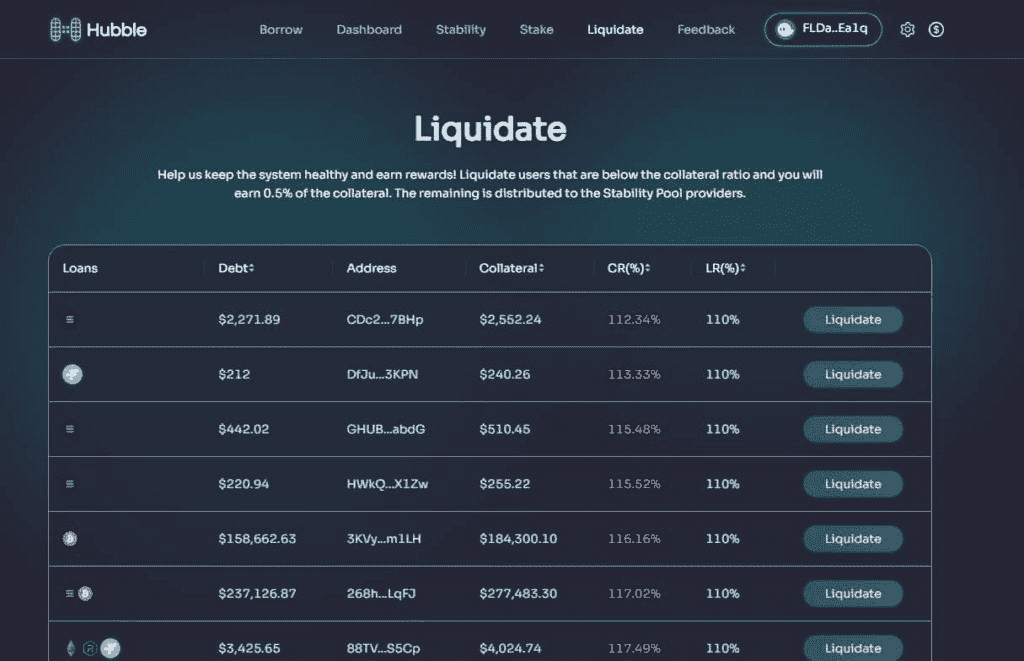 Hubble Borrow Dashboard Stability Stake Liquidate Feedback FLDa..Ea1q
Liquidate
Help us keep the system healthy and earn rewards! Liquidate users that are below the collateral ratio and you will
earn 0.5% of the collateral. The remaining is distributed to the Stability Pool providers.
Loans Debt Address Collateral CR(%) LR(%)
$2,271.89 CDc2...7BHp $2,552.24 112.34% 110% Liquidate
$212 DfJu...3KPN $240.26 113.33% 110% Liquidate
$442.02 GHUB...abdG $510.45 115.48% 110% Liquidate
$220.94 HWkQ...X1Zw $255.22 115.52% 110% Liquidate
$158,662.63 3KVy...m1LH $184,300.10 116.16% 110% Liquidate
$237,126.87 268h...LqFJ $277,483.30 117.02% 110% Liquidate
$3,425.65 88TV...S5Cp $4,024.74 117.49% 110% Liquidate